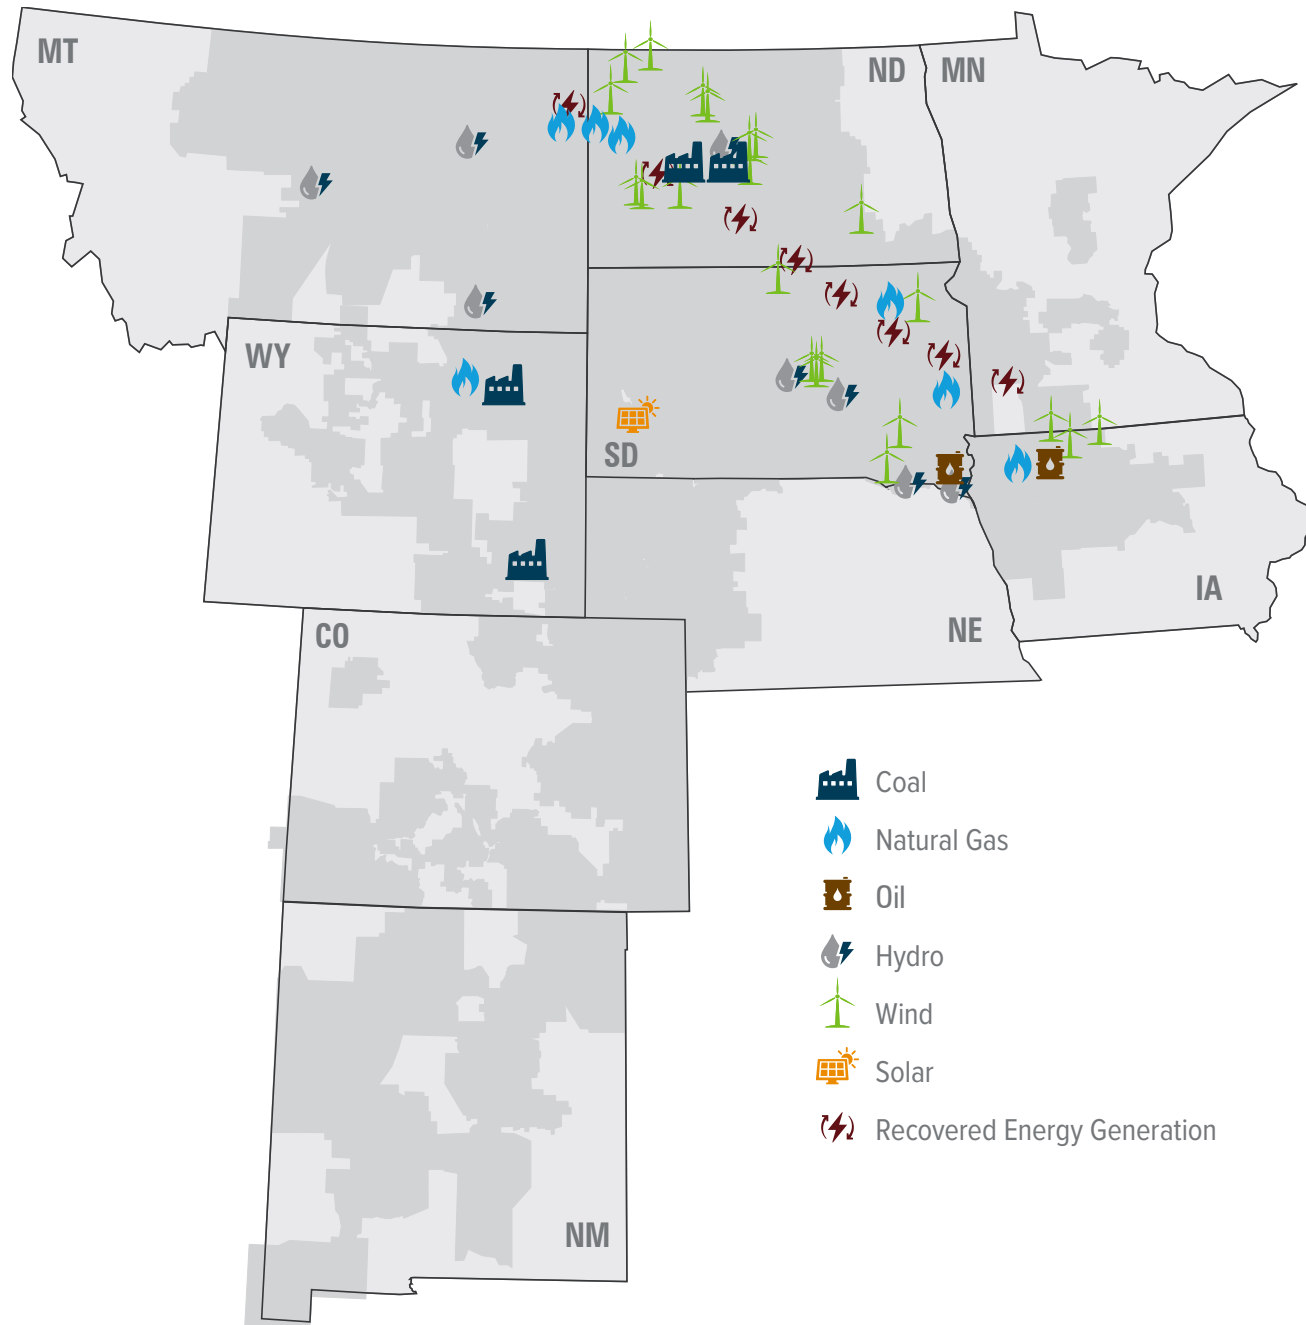 MT
ND
MN
WY
SD
IA
NE
CO
NM
Coal
Natural Gas
Oil
Hydro
Wind
Solar
Recovered Energy Generation